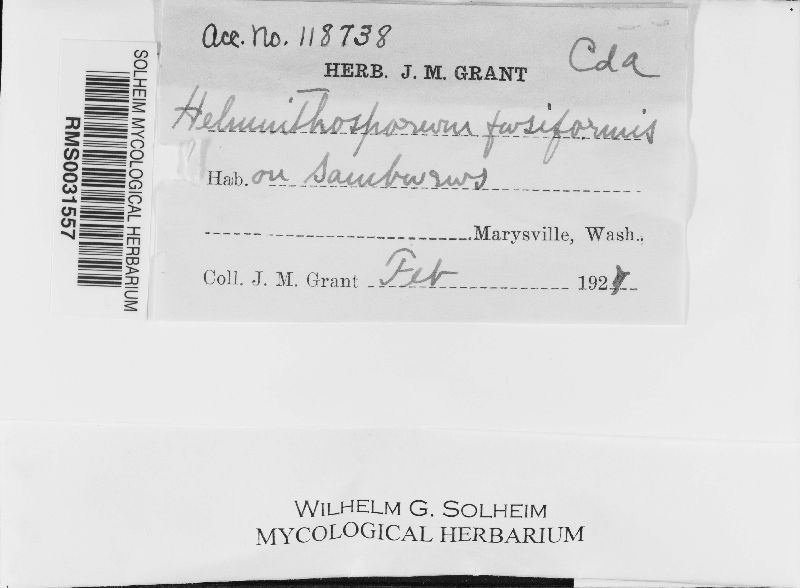 Acc. No. 118738
HERB. J. M. GRANT
Cda
Helminthosporium fusiformis
Hab. on Sambucus
Marysville, Wash.,
Coll. J. M. Grant Feb 1927
SOLHEIM MYCOLOGICAL HERBARIUM
RMS0031557
WILHELM G. SOLHEIM
MYCOLOGICAL HERBARIUM